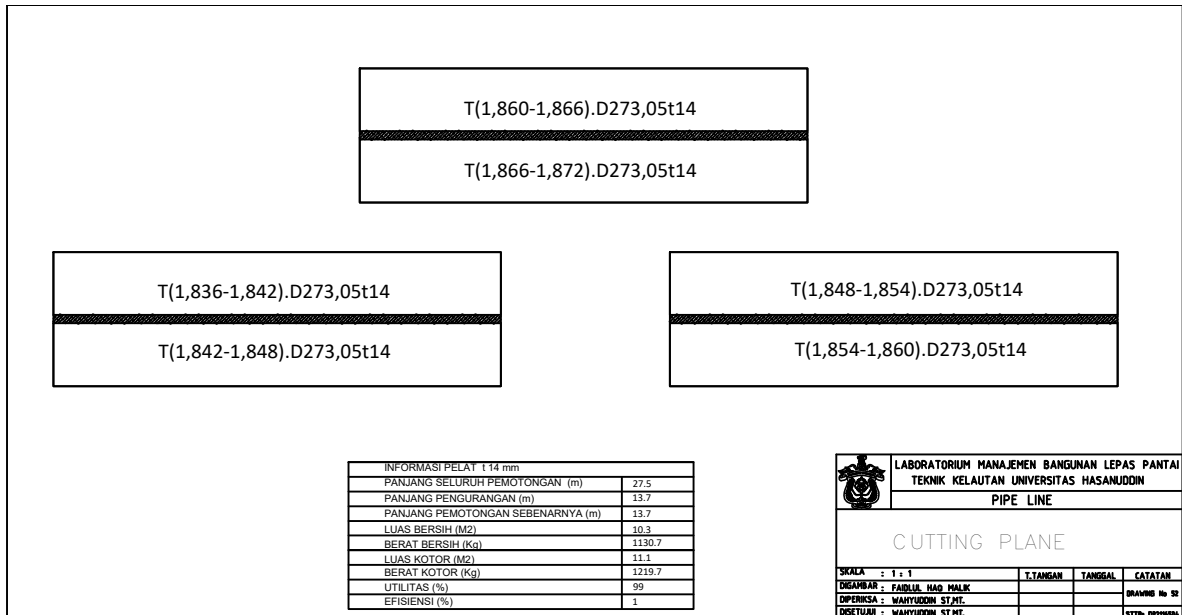 T(1,860-1,866).D273,05t14
T(1,866-1,872).D273,05t14
T(1,836-1,842).D273,05t14
T(1,842-1,848).D273,05t14
T(1,848-1,854).D273,05t14
T(1,854-1,860).D273,05t14
INFORMASI PELAT t 14 mm
PANJANG SELURUH PEMOTONGAN (m) 27.5
PANJANG PENGURANGAN (m) 13.7
PANJANG PEMOTONGAN SEBENARNYA (m) 13.7
LUAS BERSIH (M2) 10.3
BERAT BERSIH (Kg) 1130.7
LUAS KOTOR (M2) 11.1
BERAT KOTOR (Kg) 1219.7
UTILITAS (%) 99
EFISIENSI (%) 1
LABORATORIUM MANAJEMEN BANGUNAN LEPAS PANTAI
TEKNIK KELAUTAN UNIVERSITAS HASANUDDIN
PIPE LINE
CUTTING PLANE
SKALA : 1 : 1 T.TANGAN TANGGAL CATATAN
DIGAMBAR : FAIDLUL HAQ MALIK
DRAWING No 52
DIPERIKSA : WAHYUDDIN ST,MT.
DISETUJUI : WAHYUDDIN ST,MT.